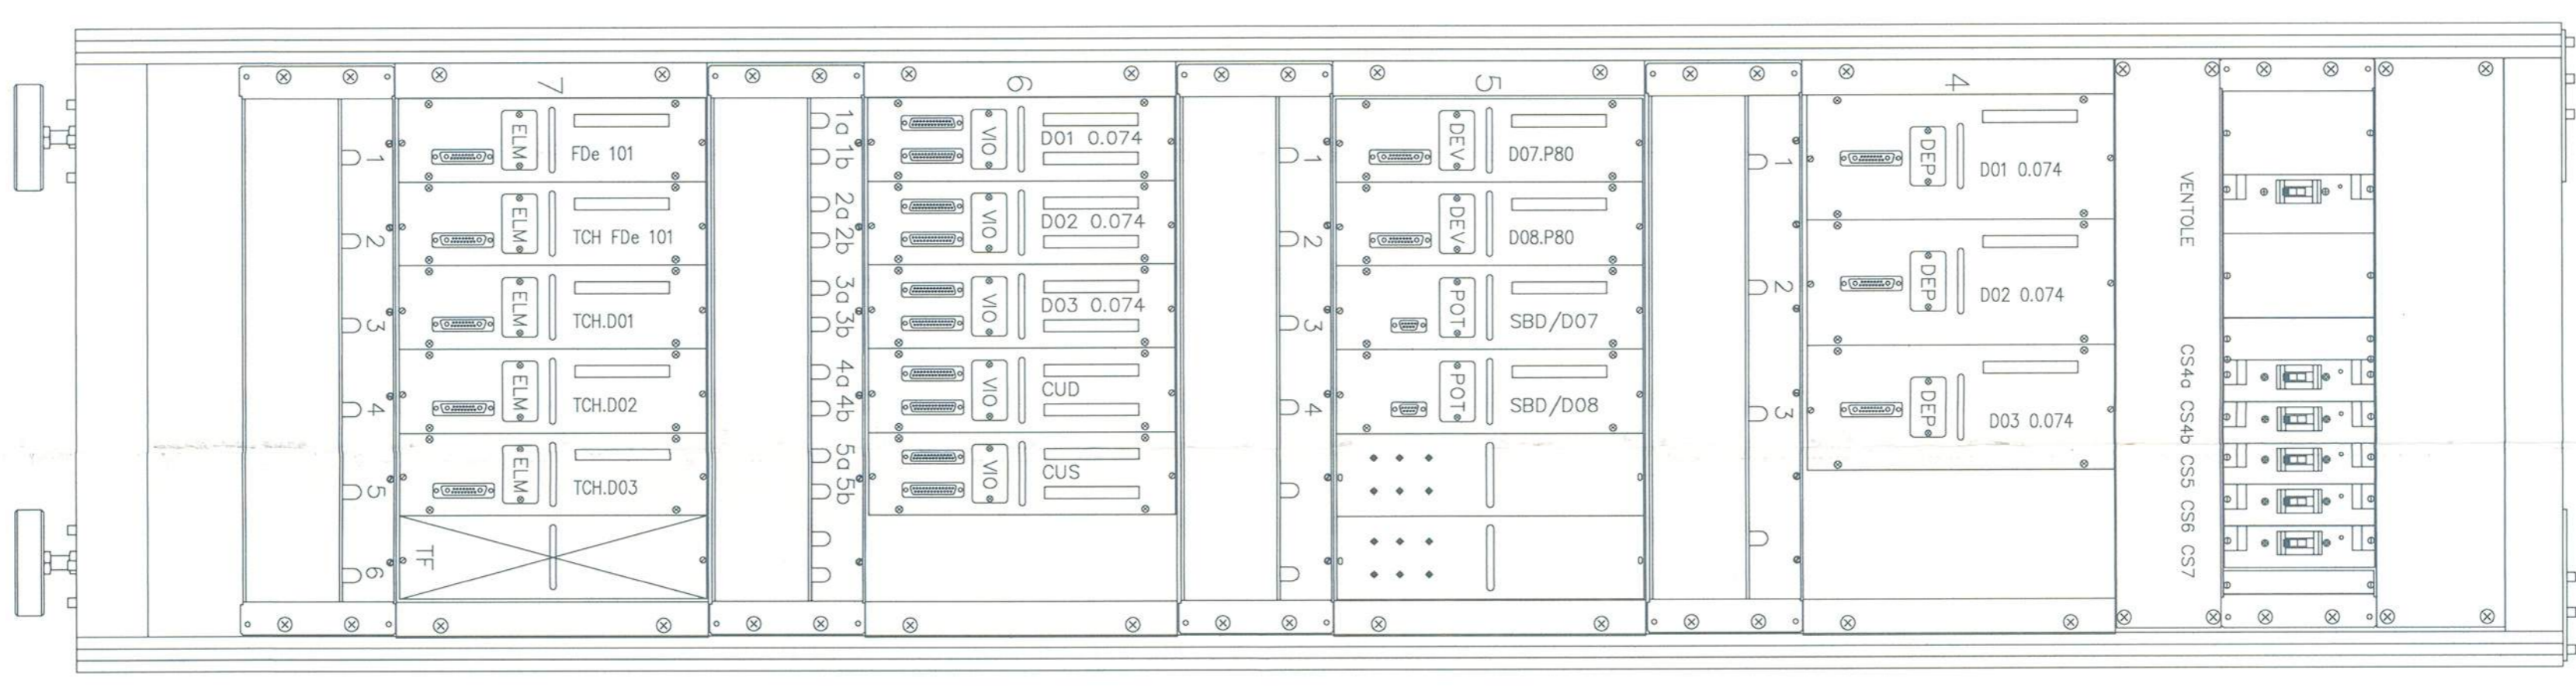 7
1
ELM
FDe 101
2
ELM
TCH FDe 101
3
ELM
TCH.D01
4
ELM
TCH.D02
5
ELM
TCH.D03
6
TF
6
1a 1b
VIO
D01 0.074
2a 2b
VIO
D02 0.074
3a 3b
VIO
D03 0.074
4a 4b
VIO
CUD
5a 5b
VIO
CUS
5
1
DEV
D07.P80
2
DEV
D08.P80
3
POT
SBD/D07
4
POT
SBD/D08
4
1
DEP
D01 0.074
2
DEP
D02 0.074
3
DEP
D03 0.074
VENTOLE
CS4a CS4b CS5 CS6 CS7